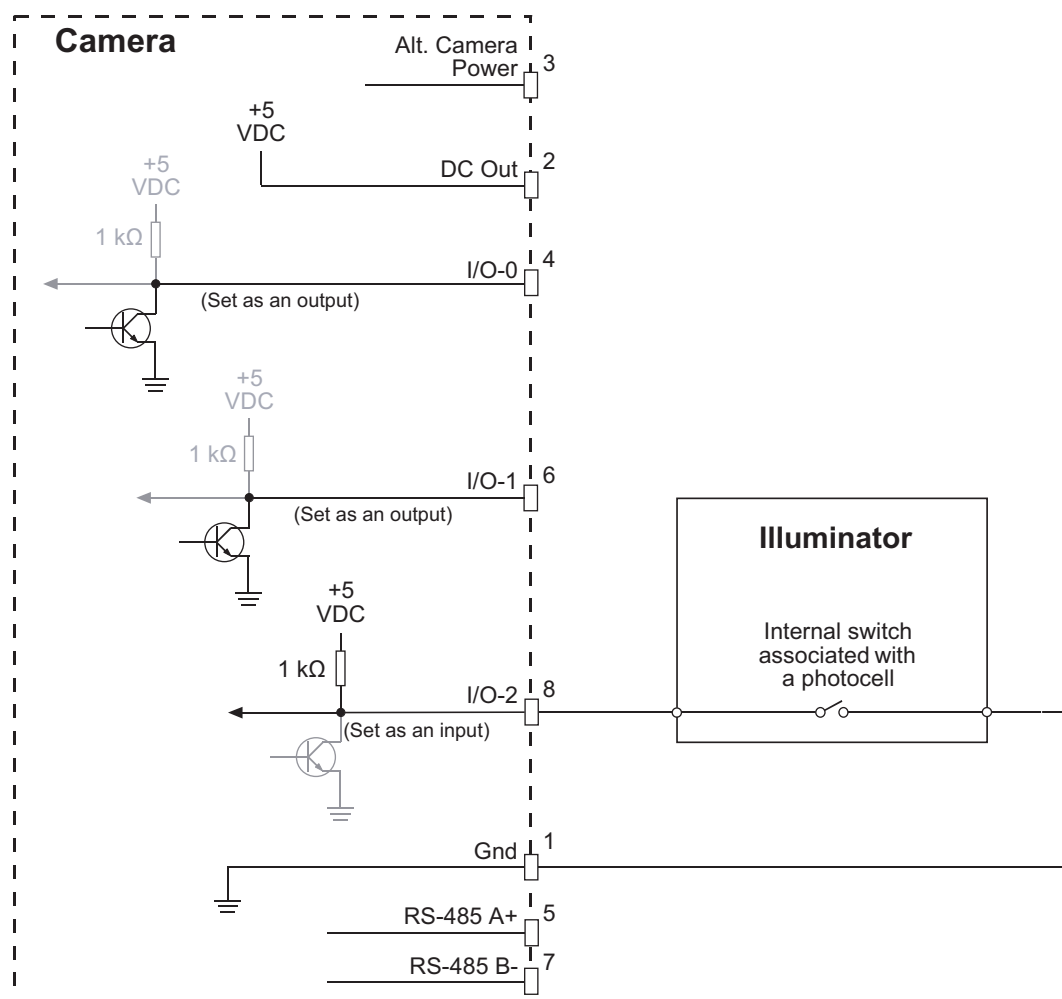 Camera
Alt. Camera
Power
3
+5
VDC
DC Out
2
+5
VDC
1 kΩ
I/O-0
4
(Set as an output)
+5
VDC
1 kΩ
I/O-1
6
(Set as an output)
Illuminator
+5
VDC
Internal switch
associated with
a photocell
1 kΩ
I/O-2
8
(Set as an input)
Gnd
1
RS-485 A+
5
RS-485 B-
7